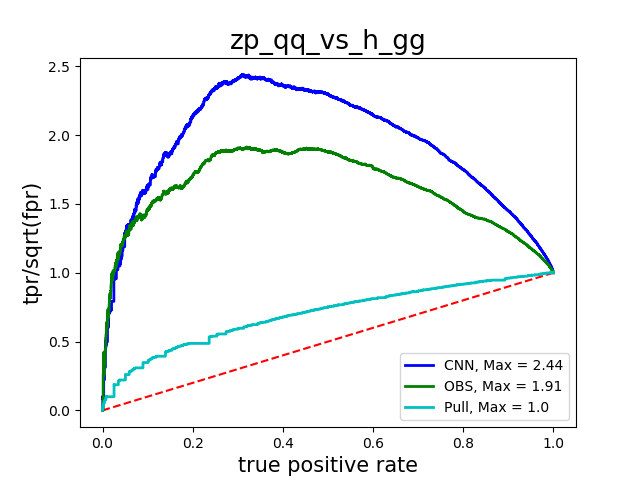 zp_qq_vs_h_gg
tpr/sqrt(fpr)
2.5
2.0
1.5
1.0
0.5
0.0
CNN, Max = 2.44
OBS, Max = 1.91
Pull, Max = 1.0
0.0 0.2 0.4 0.6 0.8 1.0
true positive rate